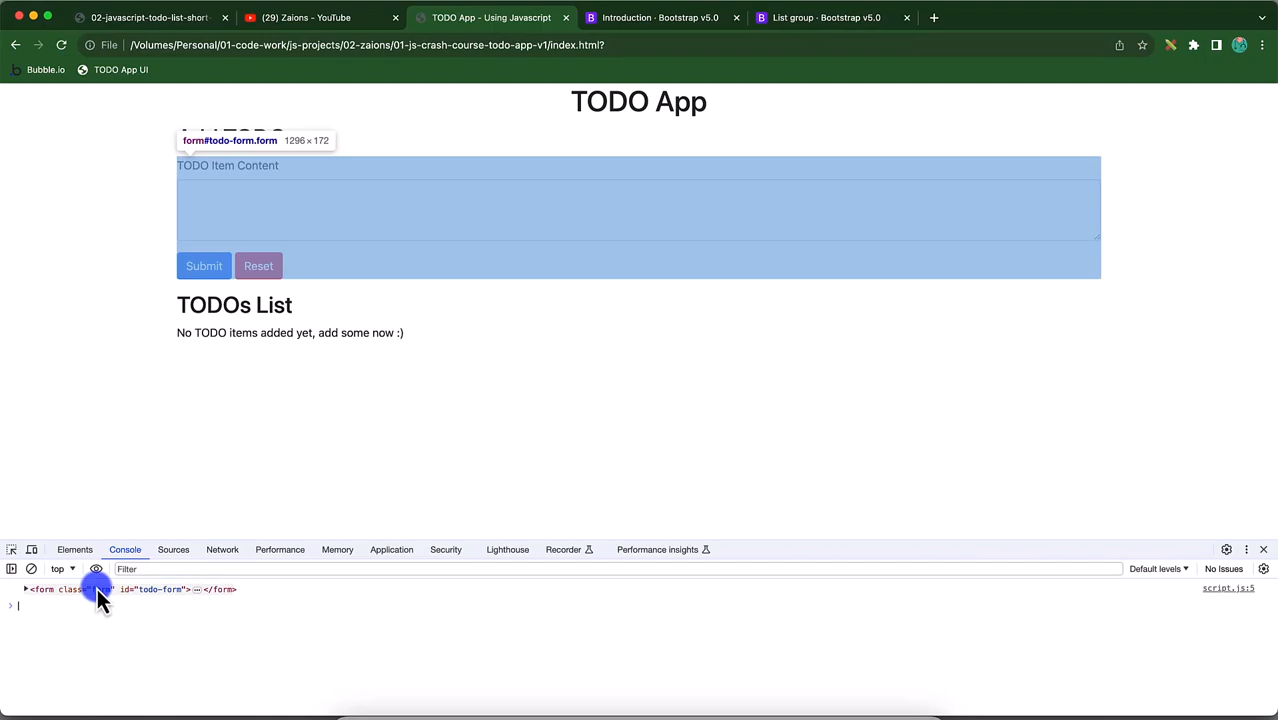 02-javascript-todo-list-short
(29) Zaions - YouTube
TODO App - Using Javascript
Introduction · Bootstrap v5.0
List group · Bootstrap v5.0
File
/Volumes/Personal/01-code-work/js-projects/02-zaions/01-js-crash-course-todo-app-v1/index.html?
Bubble.io
TODO App UI
TODO App
form#todo-form.form 1296 × 172
TODO Item Content
Submit
Reset
TODOs List
No TODO items added yet, add some now :)
Elements
Console
Sources
Network
Performance
Memory
Application
Security
Lighthouse
Recorder
Performance insights
top
Filter
Default levels
No Issues
<form class="form" id="todo-form">…</form>
script.js:5